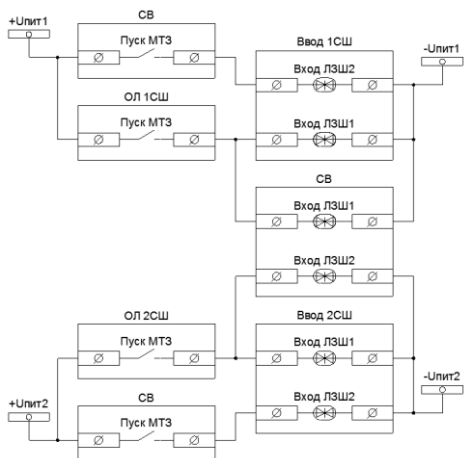 СВ
+Uпит1
Пуск МТЗ
Ввод 1СШ
-Uпит1
Вход ЛЗШ2
ОЛ 1СШ
Пуск МТЗ
Вход ЛЗШ1
СВ
Вход ЛЗШ1
Вход ЛЗШ2
ОЛ 2СШ
Ввод 2СШ
Пуск МТЗ
Вход ЛЗШ1
-Uпит2
+Uпит2
СВ
Вход ЛЗШ2
Пуск МТЗ